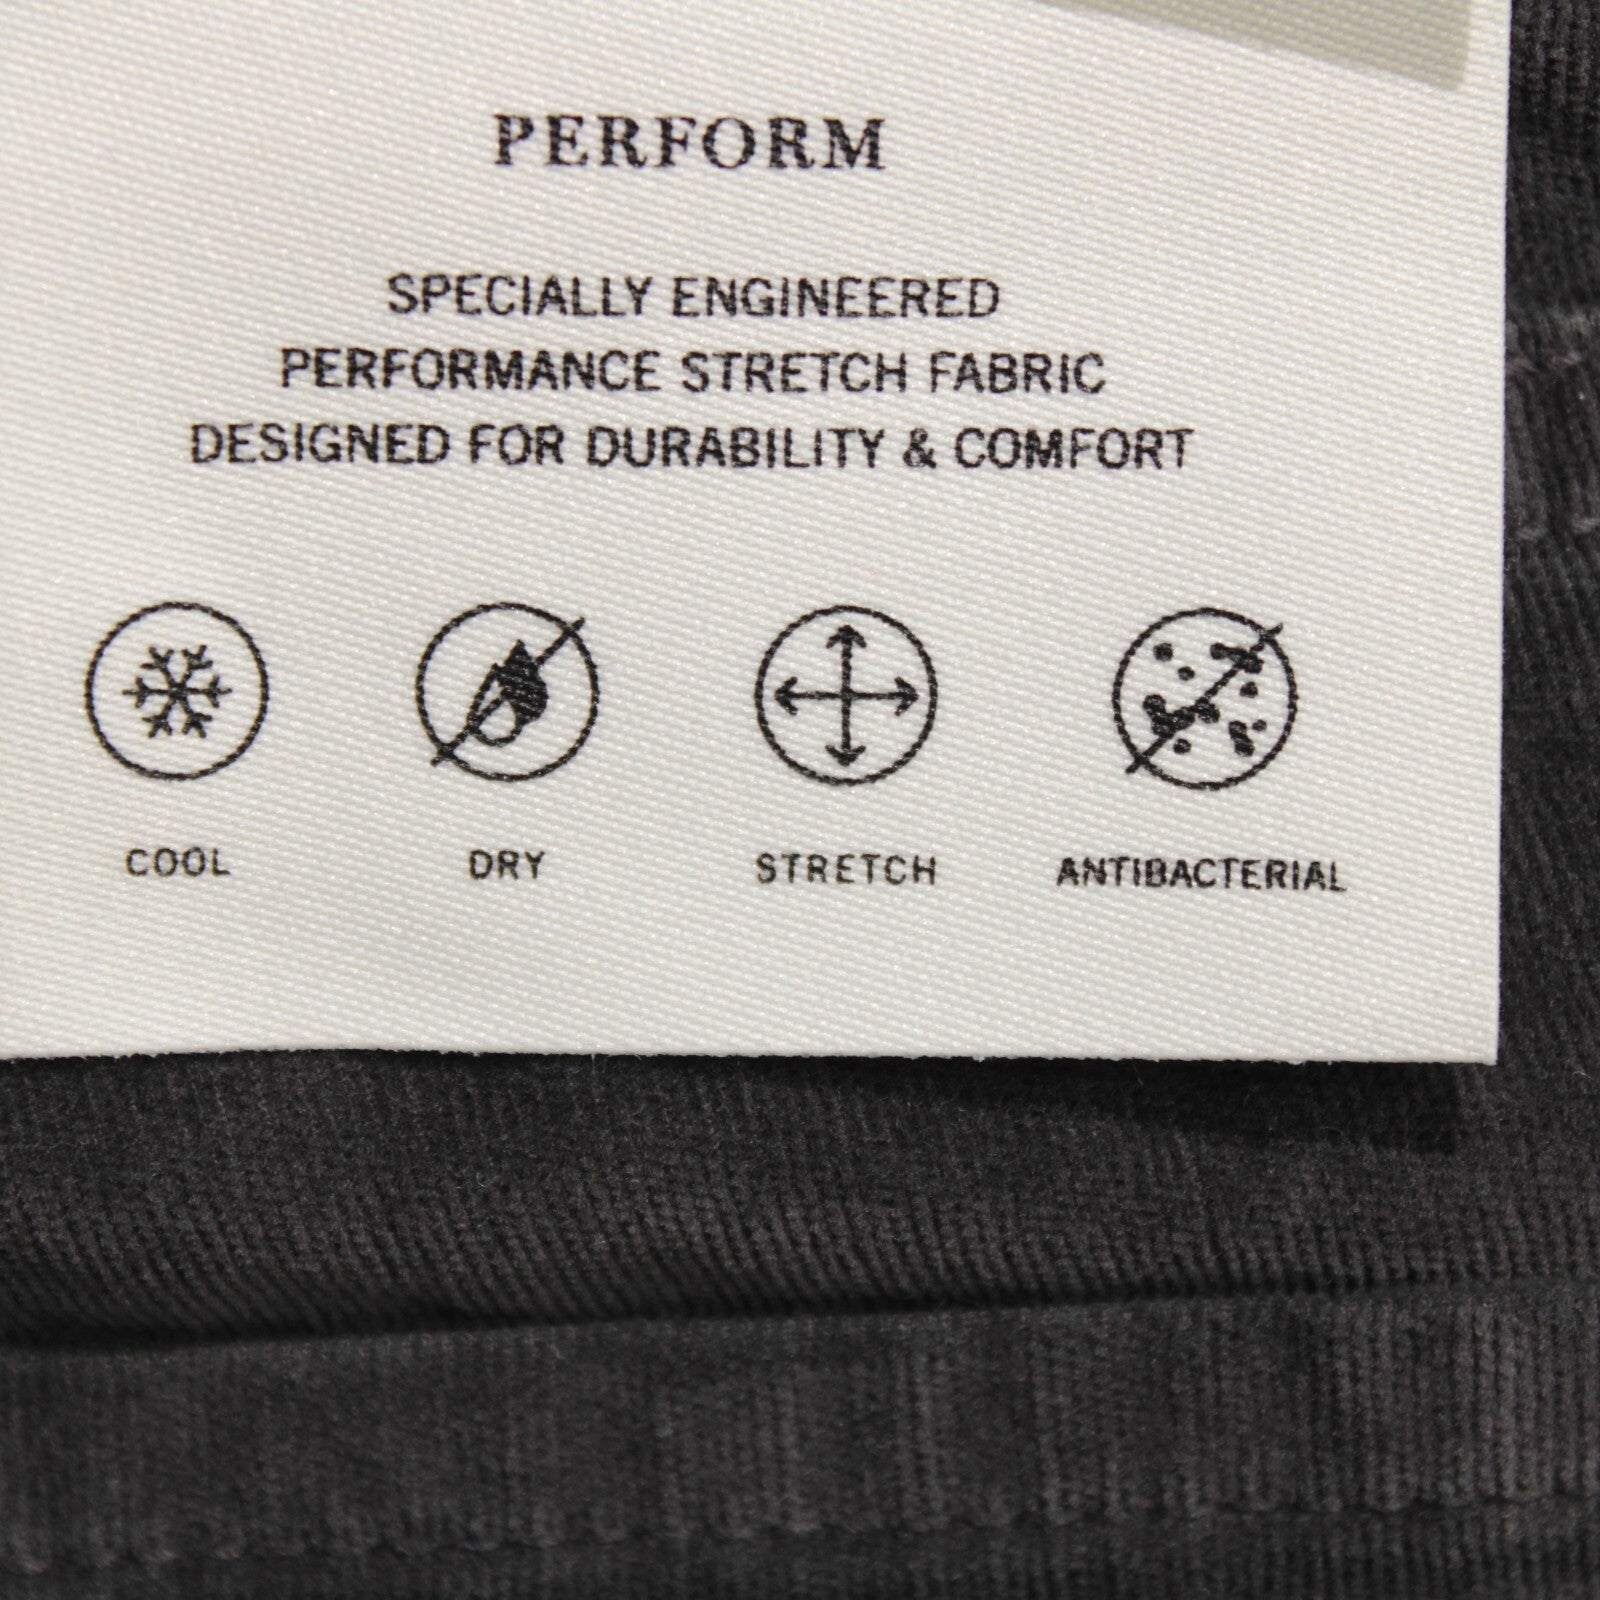 PERFORM
SPECIALLY ENGINEERED
PERFORMANCE STRETCH FABRIC
DESIGNED FOR DURABILITY & COMFORT
COOL DRY STRETCH ANTIBACTERIAL